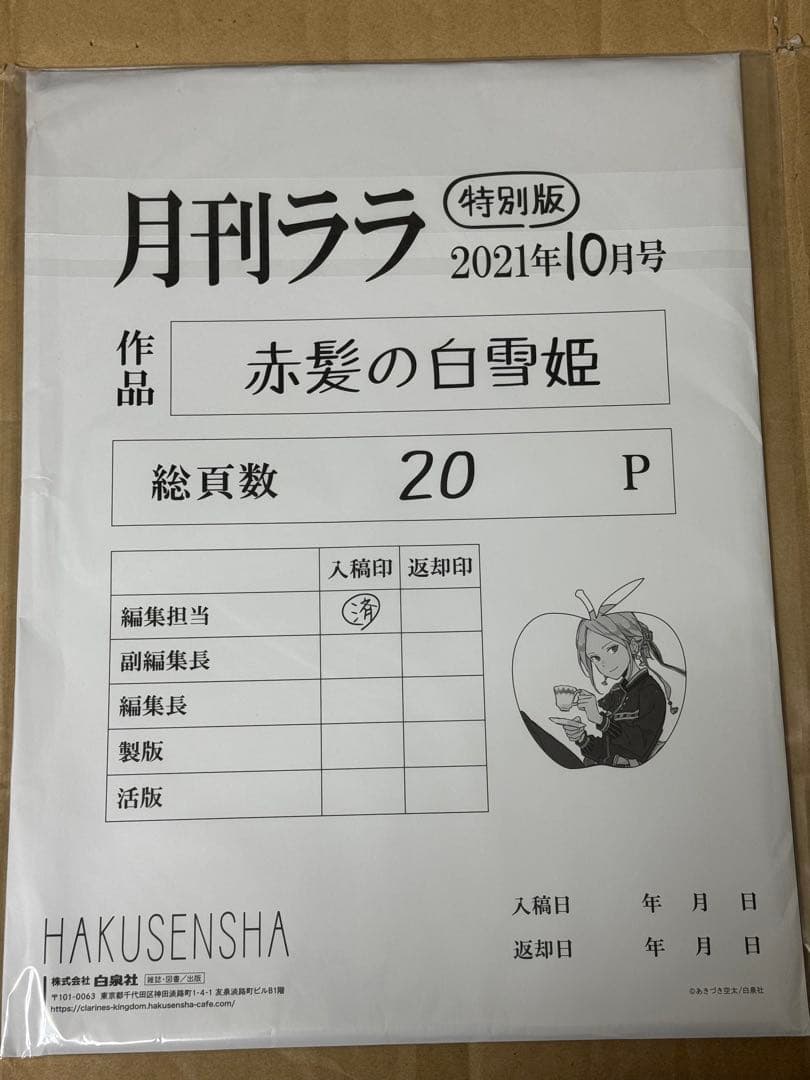 月刊ララ
特別版
2021年10月号
作品
赤髪の白雪姫
総頁数 20 P
入稿印 返却印
編集担当 済
副編集長
編集長
製版
活版
入稿日 年 月 日
返却日 年 月 日
HAKUSENSHA
株式会社 白泉社 雑誌・図書/出版
〒101-0063 東京都千代田区神田淡路町1-4-1 友泉淡路町ビルB1階
https://clarines-kingdom.hakusensha-cafe.com/
©あきづき空太/白泉社